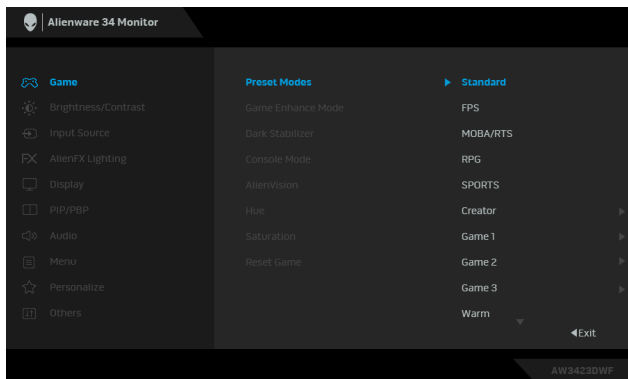 Alienware 34 Monitor
Game
Brightness/Contrast
Input Source
AlienFX Lighting
Display
PIP/PBP
Audio
Menu
Personalize
Others
Preset Modes
Game Enhance Mode
Dark Stabilizer
Console Mode
AlienVision
Hue
Saturation
Reset Game
Standard
FPS
MOBA/RTS
RPG
SPORTS
Creator
Game 1
Game 2
Game 3
Warm
Exit
AW3423DWF